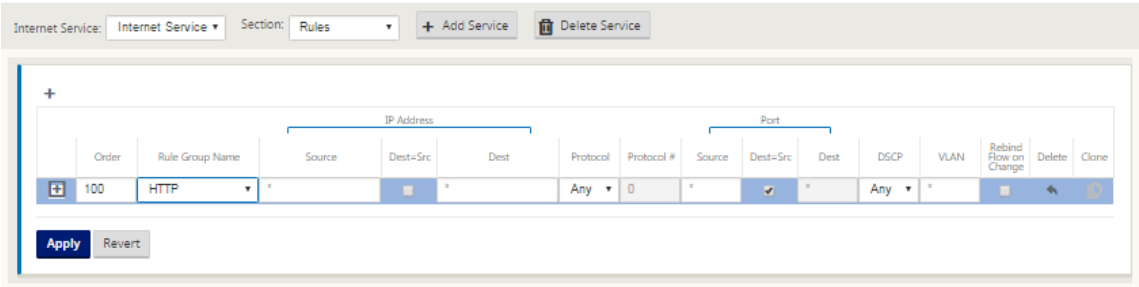 Internet Service: Internet Service ▾ Section: Rules ▾ + Add Service Delete Service
+
IP Address Port
Order Rule Group Name Source Dest=Src Dest Protocol Protocol # Source Dest=Src Dest DSCP VLAN Rebind Flow on Change Delete Clone
100 HTTP ▾ * * Any ▾ 0 * * Any ▾ *
Apply Revert